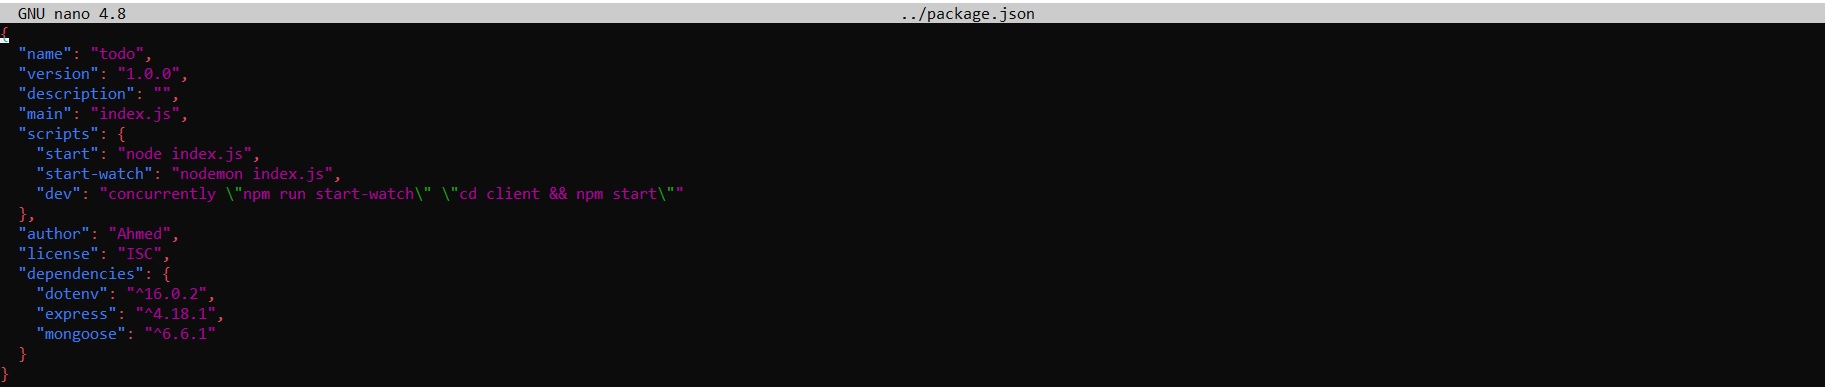 GNU nano 4.8 ../package.json
{
  "name": "todo",
  "version": "1.0.0",
  "description": "",
  "main": "index.js",
  "scripts": {
    "start": "node index.js",
    "start-watch": "nodemon index.js",
    "dev": "concurrently \"npm run start-watch\" \"cd client && npm start\""
  },
  "author": "Ahmed",
  "license": "ISC",
  "dependencies": {
    "dotenv": "^16.0.2",
    "express": "^4.18.1",
    "mongoose": "^6.6.1"
  }
}